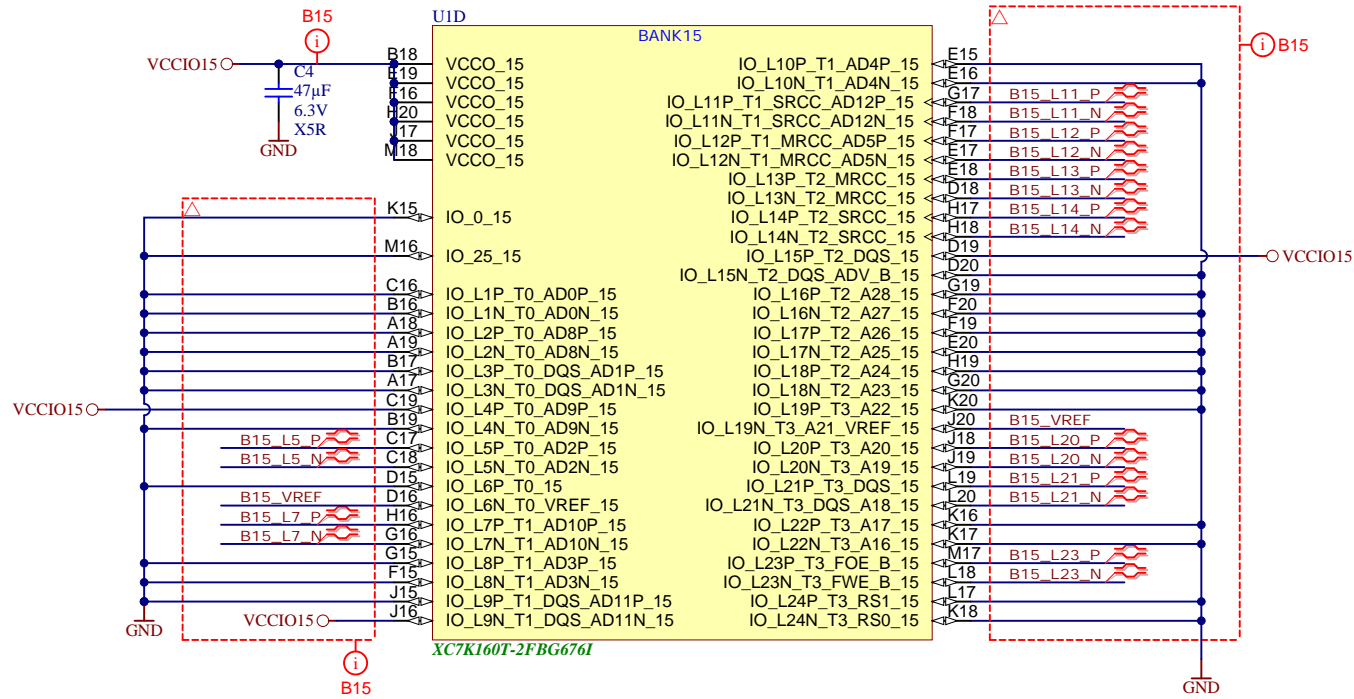 B15
U1D
BANK15
VCCIO15
C4
47µF
6.3V
X5R
GND
B18 VCCO_15
E19 VCCO_15
F16 VCCO_15
H20 VCCO_15
J17 VCCO_15
M18 VCCO_15
K15 IO_0_15
M16 IO_25_15
C16 IO_L1P_T0_AD0P_15
B16 IO_L1N_T0_AD0N_15
A18 IO_L2P_T0_AD8P_15
A19 IO_L2N_T0_AD8N_15
B17 IO_L3P_T0_DQS_AD1P_15
A17 IO_L3N_T0_DQS_AD1N_15
VCCIO15 C19 IO_L4P_T0_AD9P_15
B19 IO_L4N_T0_AD9N_15
B15_L5_P C17 IO_L5P_T0_AD2P_15
B15_L5_N C18 IO_L5N_T0_AD2N_15
D15 IO_L6P_T0_15
B15_VREF D16 IO_L6N_T0_VREF_15
B15_L7_P H16 IO_L7P_T1_AD10P_15
B15_L7_N G16 IO_L7N_T1_AD10N_15
G15 IO_L8P_T1_AD3P_15
F15 IO_L8N_T1_AD3N_15
J15 IO_L9P_T1_DQS_AD11P_15
VCCIO15 J16 IO_L9N_T1_DQS_AD11N_15
GND
i
B15
IO_L10P_T1_AD4P_15 E15
IO_L10N_T1_AD4N_15 E16
IO_L11P_T1_SRCC_AD12P_15 G17 B15_L11_P
IO_L11N_T1_SRCC_AD12N_15 F18 B15_L11_N
IO_L12P_T1_MRCC_AD5P_15 F17 B15_L12_P
IO_L12N_T1_MRCC_AD5N_15 E17 B15_L12_N
IO_L13P_T2_MRCC_15 E18 B15_L13_P
IO_L13N_T2_MRCC_15 D18 B15_L13_N
IO_L14P_T2_SRCC_15 H17 B15_L14_P
IO_L14N_T2_SRCC_15 H18 B15_L14_N
IO_L15P_T2_DQS_15 D19 VCCIO15
IO_L15N_T2_DQS_ADV_B_15 D20
IO_L16P_T2_A28_15 G19
IO_L16N_T2_A27_15 F20
IO_L17P_T2_A26_15 F19
IO_L17N_T2_A25_15 E20
IO_L18P_T2_A24_15 H19
IO_L18N_T2_A23_15 G20
IO_L19P_T3_A22_15 K20
IO_L19N_T3_A21_VREF_15 J20 B15_VREF
IO_L20P_T3_A20_15 J18 B15_L20_P
IO_L20N_T3_A19_15 J19 B15_L20_N
IO_L21P_T3_DQS_15 L19 B15_L21_P
IO_L21N_T3_DQS_A18_15 L20 B15_L21_N
IO_L22P_T3_A17_15 K16
IO_L22N_T3_A16_15 K17
IO_L23P_T3_FOE_B_15 M17 B15_L23_P
IO_L23N_T3_FWE_B_15 L18 B15_L23_N
IO_L24P_T3_RS1_15 L17
IO_L24N_T3_RS0_15 K18
i B15
i
GND
XC7K160T-2FBG676I